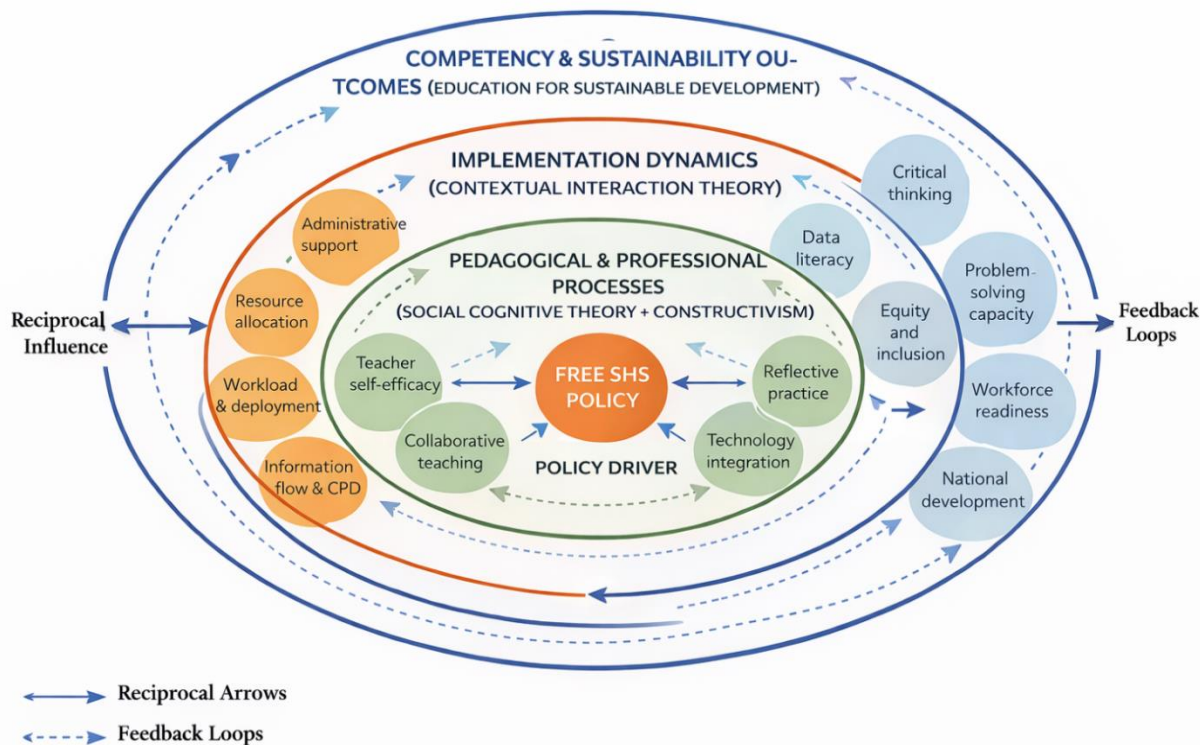 COMPETENCY & SUSTAINABILITY OU-
TCOMES (EDUCATION FOR SUSTAINABLE DEVELOPMENT)
IMPLEMENTATION DYNAMICS
(CONTEXTUAL INTERACTION THEORY)
Critical
thinking
Administrative
support
Data
literacy
PEDAGOGICAL & PROFESSIONAL
PROCESSES
(SOCIAL COGNITIVE THEORY + CONSTRUCTIVISM)
Problem-
solving
capacity
Resource
allocation
Equity
and
inclusion
Reciprocal
Influence
Feedback
Loops
Teacher
self-efficacy
FREE SHS
POLICY
Reflective
practice
Workload
& deployment
Workforce
readiness
Collaborative
teaching
POLICY DRIVER
Technology
integration
Information
flow & CPD
National
development
Reciprocal Arrows
Feedback Loops